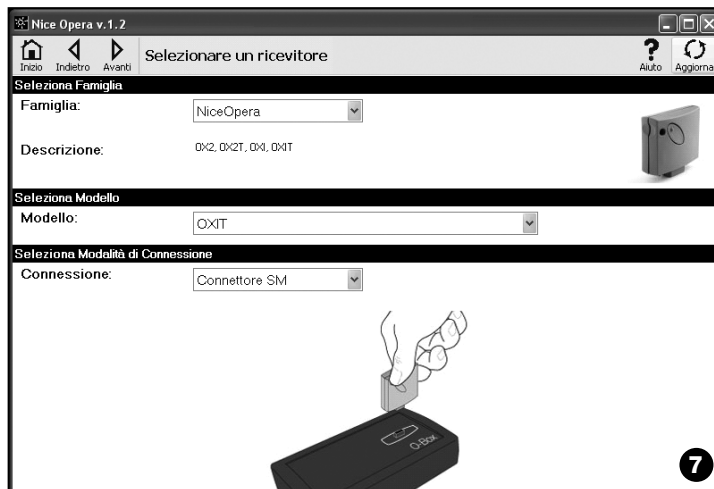 Nice Opera v.1.2
Inizio Indietro Avanti Selezionare un ricevitore Aiuto Aggiorna
Seleziona Famiglia
Famiglia: NiceOpera
Descrizione: OX2, OX2T, OXI, OXIT
Seleziona Modello
Modello: OXIT
Seleziona Modalità di Connessione
Connessione: Connettore SM
O-Box
7